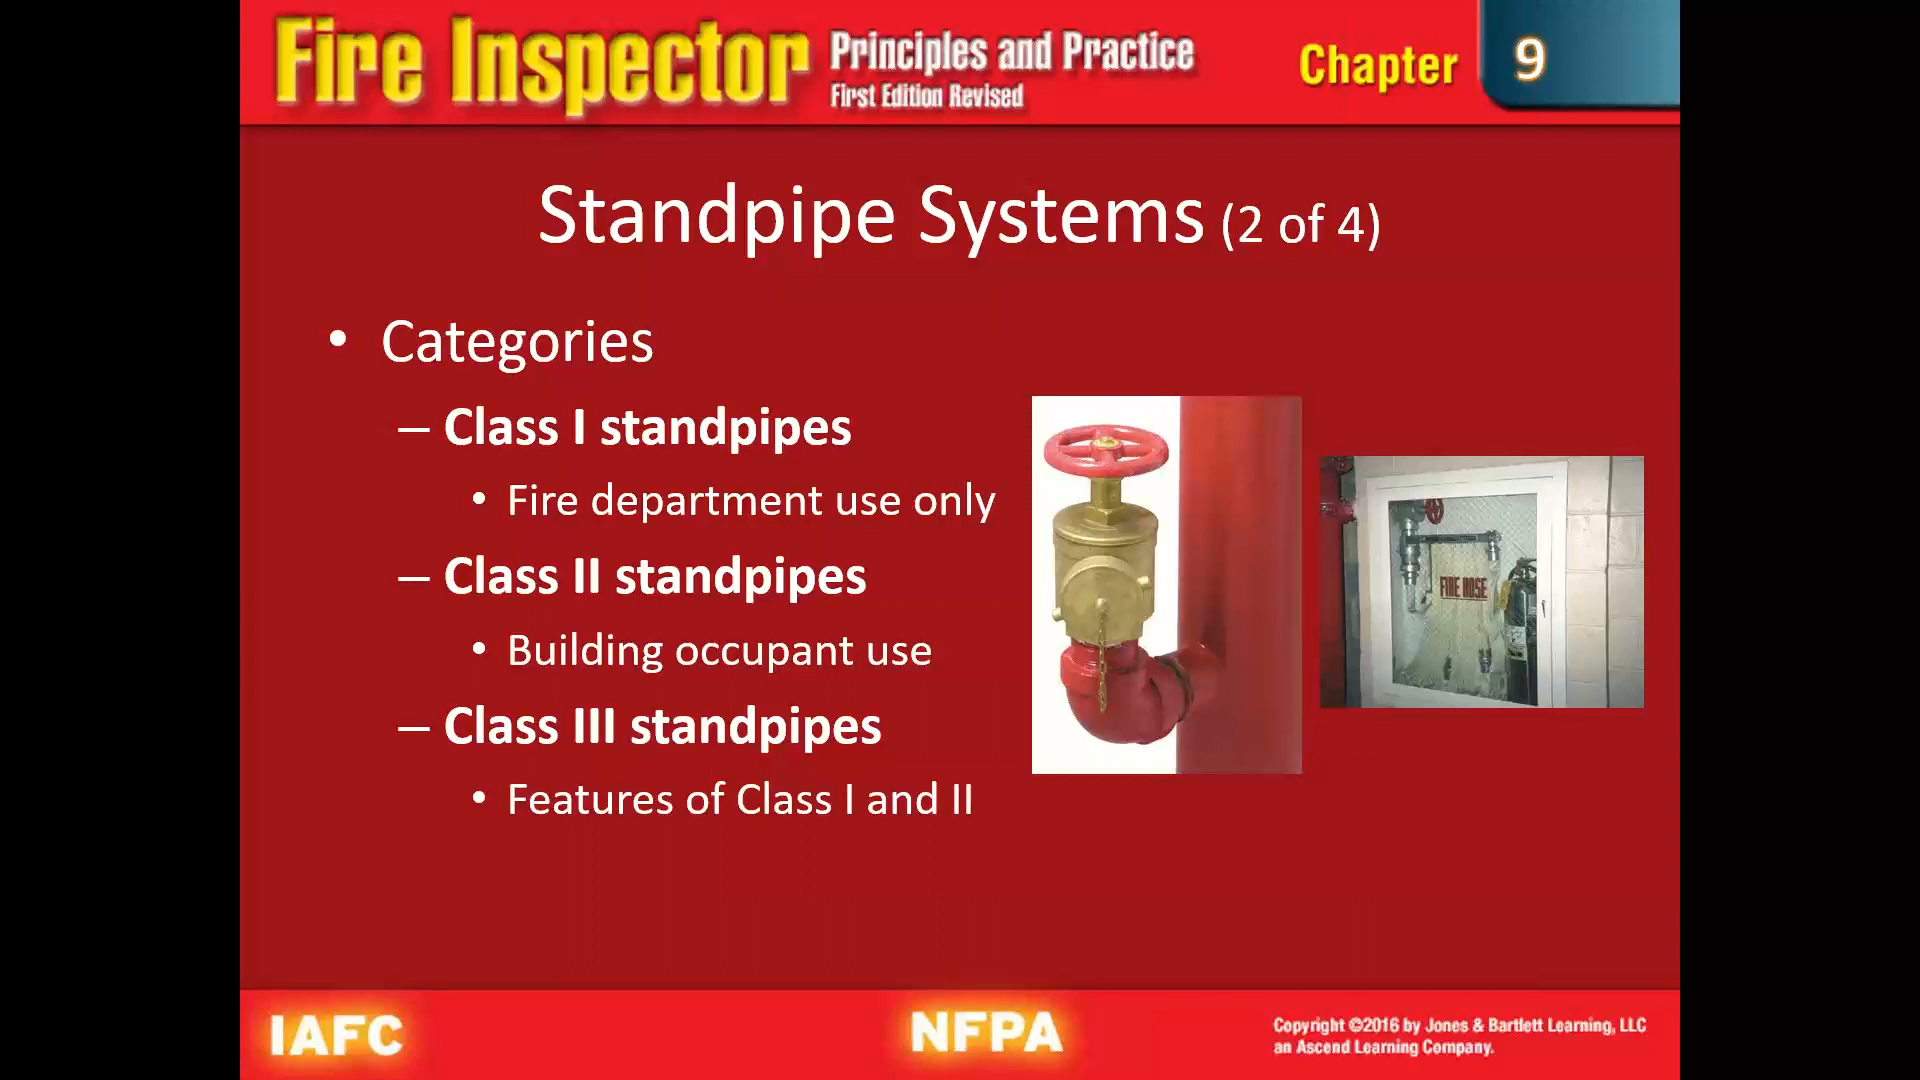 Fire Inspector Principles and Practice
First Edition Revised
Chapter 9
Standpipe Systems (2 of 4)
• Categories
– Class I standpipes
• Fire department use only
– Class II standpipes
• Building occupant use
– Class III standpipes
• Features of Class I and II
FIRE HOSE
IAFC
NFPA
Copyright ©2016 by Jones & Bartlett Learning, LLC
an Ascend Learning Company.